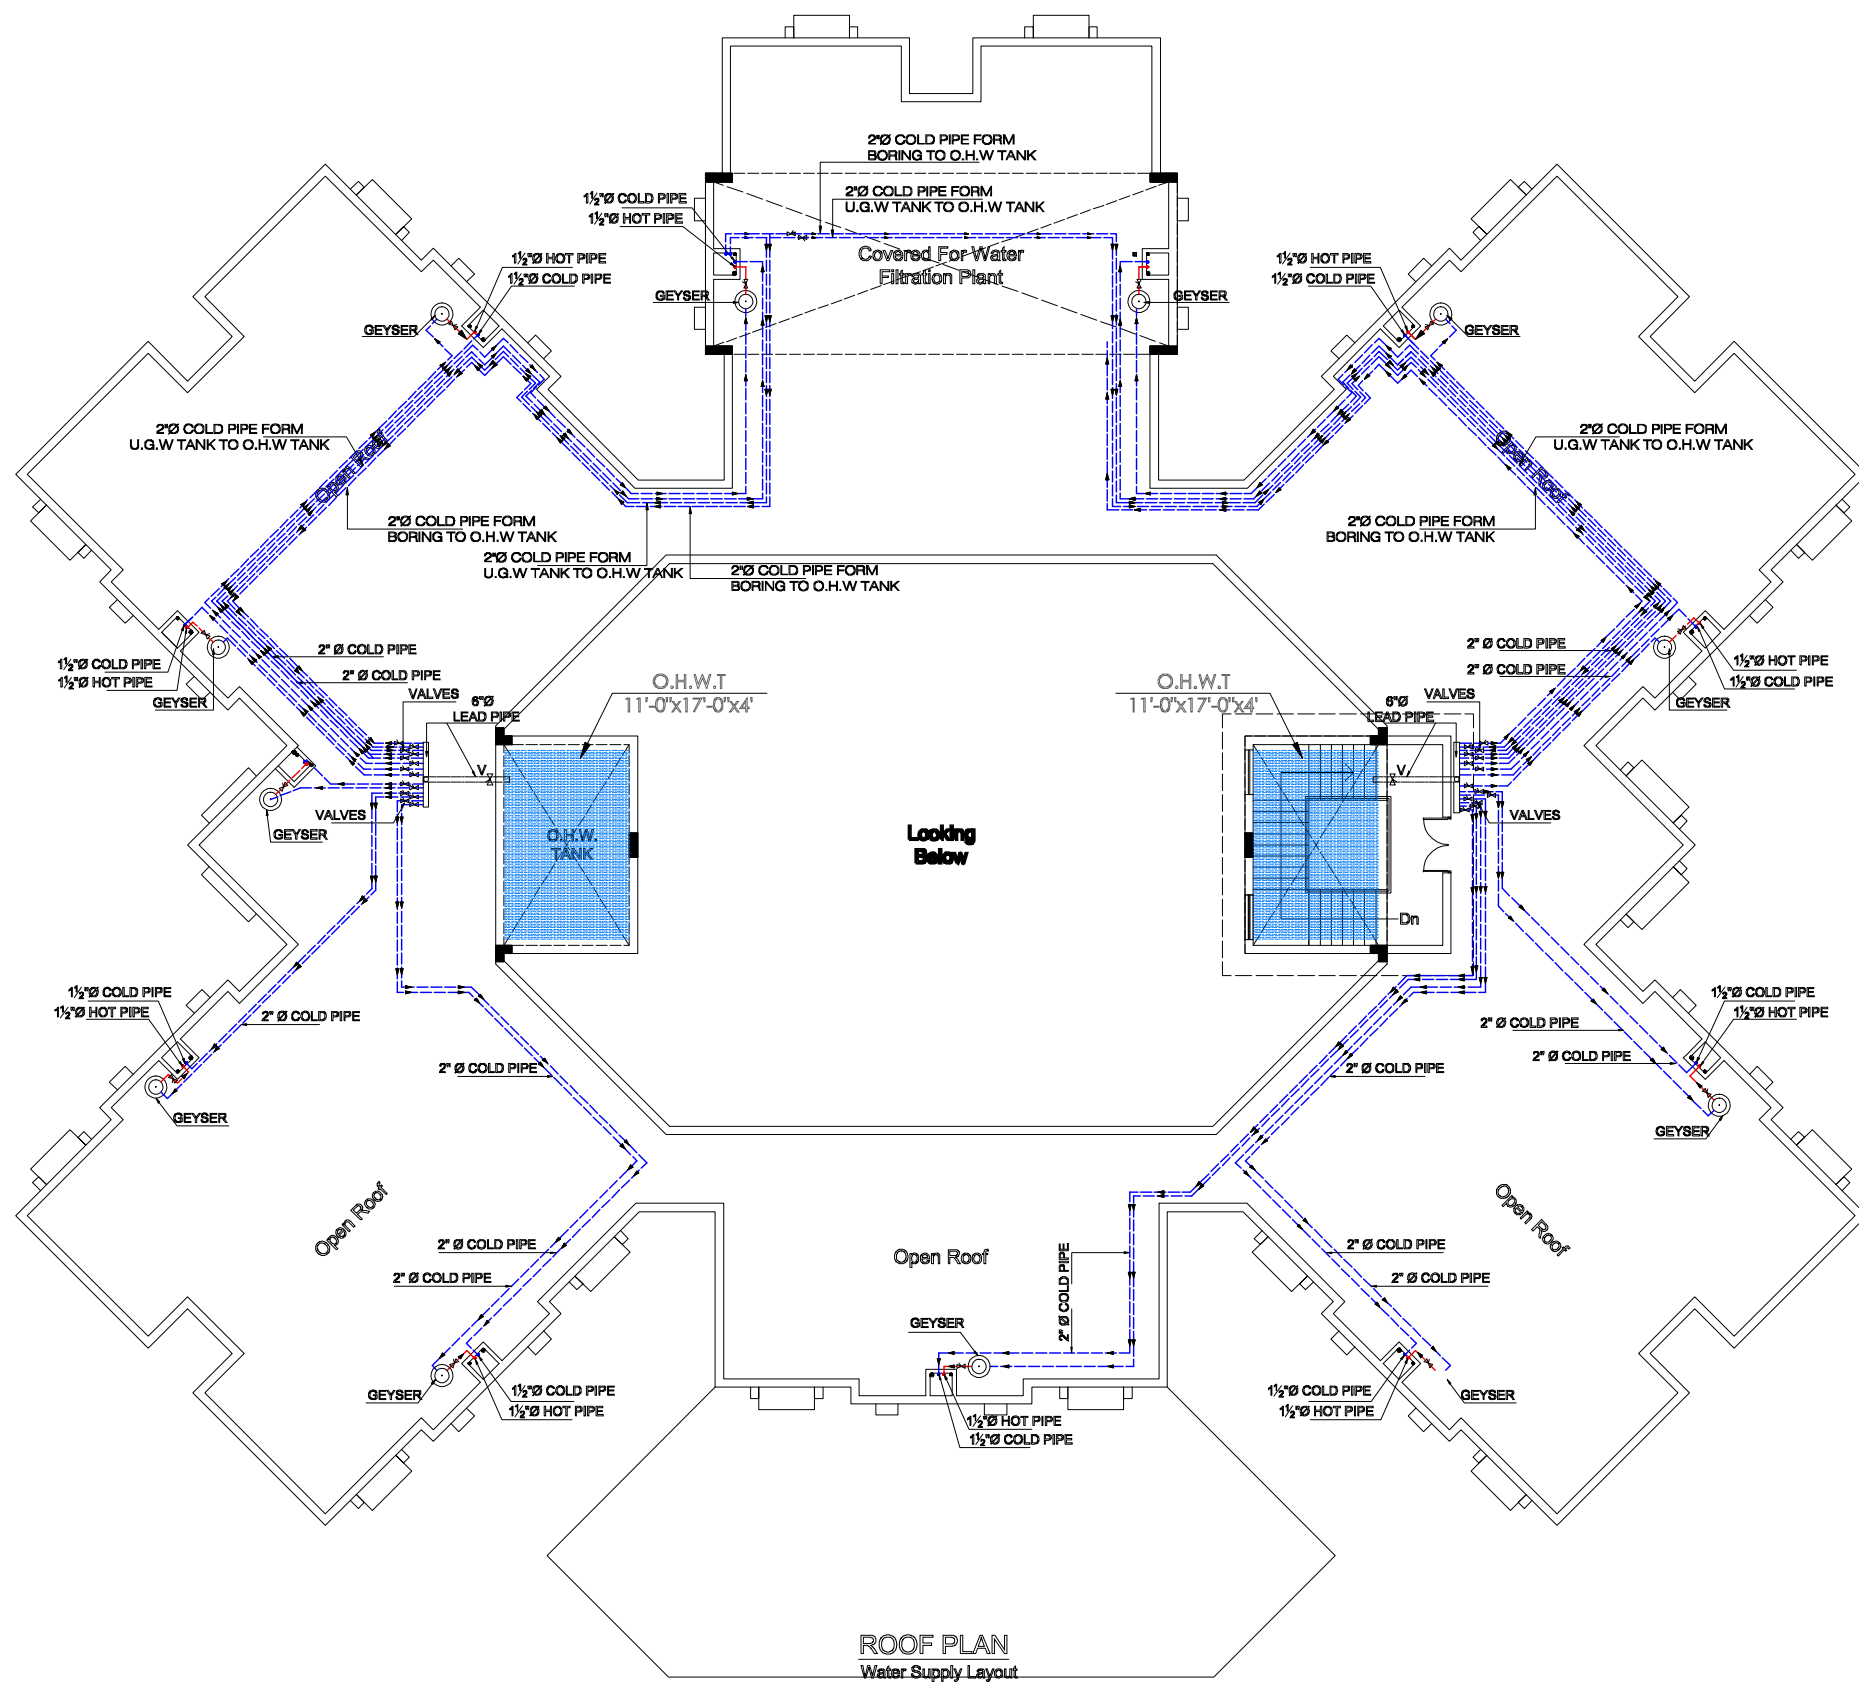 2"Ø COLD PIPE FORM
BORING TO O.H.W TANK
1½"Ø COLD PIPE
1½"Ø HOT PIPE
2"Ø COLD PIPE FORM
U.G.W TANK TO O.H.W TANK
Covered For Water
Filtration Plant
GEYSER
GEYSER
1½"Ø HOT PIPE
1½"Ø COLD PIPE
GEYSER
1½"Ø HOT PIPE
1½"Ø COLD PIPE
GEYSER
2"Ø COLD PIPE FORM
U.G.W TANK TO O.H.W TANK
Open Roof
2"Ø COLD PIPE FORM
BORING TO O.H.W TANK
2"Ø COLD PIPE FORM
U.G.W TANK TO O.H.W TANK
2"Ø COLD PIPE FORM
BORING TO O.H.W TANK
2"Ø COLD PIPE FORM
U.G.W TANK TO O.H.W TANK
Open Roof
2"Ø COLD PIPE FORM
BORING TO O.H.W TANK
1½"Ø COLD PIPE
1½"Ø HOT PIPE
GEYSER
2" Ø COLD PIPE
2" Ø COLD PIPE
VALVES
6"Ø
LEAD PIPE
V
O.H.W.T
11'-0"x17'-0"x4'
O.H.W.T
11'-0"x17'-0"x4'
2" Ø COLD PIPE
2" Ø COLD PIPE
6"Ø
LEAD PIPE
VALVES
V
1½"Ø HOT PIPE
1½"Ø COLD PIPE
GEYSER
GEYSER
VALVES
O.H.W.
TANK
Looking
Below
VALVES
Dn
1½"Ø COLD PIPE
1½"Ø HOT PIPE
2" Ø COLD PIPE
GEYSER
2" Ø COLD PIPE
2" Ø COLD PIPE
2" Ø COLD PIPE
2" Ø COLD PIPE
1½"Ø COLD PIPE
1½"Ø HOT PIPE
GEYSER
Open Roof
2" Ø COLD PIPE
2" Ø COLD PIPE
GEYSER
1½"Ø COLD PIPE
1½"Ø HOT PIPE
Open Roof
2" Ø COLD PIPE
GEYSER
1½"Ø HOT PIPE
1½"Ø COLD PIPE
Open Roof
2" Ø COLD PIPE
2" Ø COLD PIPE
1½"Ø COLD PIPE
1½"Ø HOT PIPE
GEYSER
ROOF PLAN
Water Supply Layout